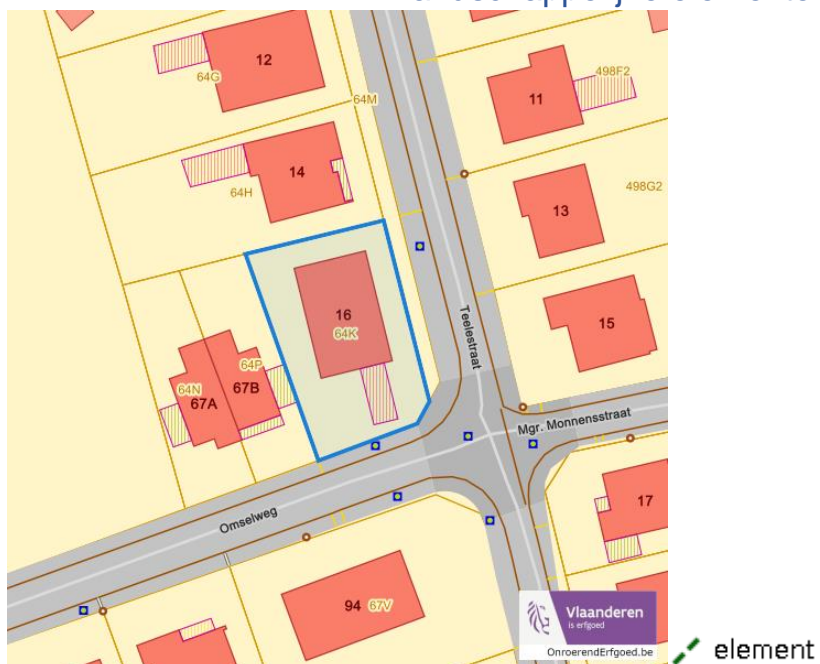 12
64G
64M
11
498F2
14
64H
13
498G2
16
64K
Teelestraat
15
64P
67B
64N
67A
Mgr. Monnensstraat
Omselweg
17
94
67V
Vlaanderen
is erfgoed
OnroerendErfgoed.be
element